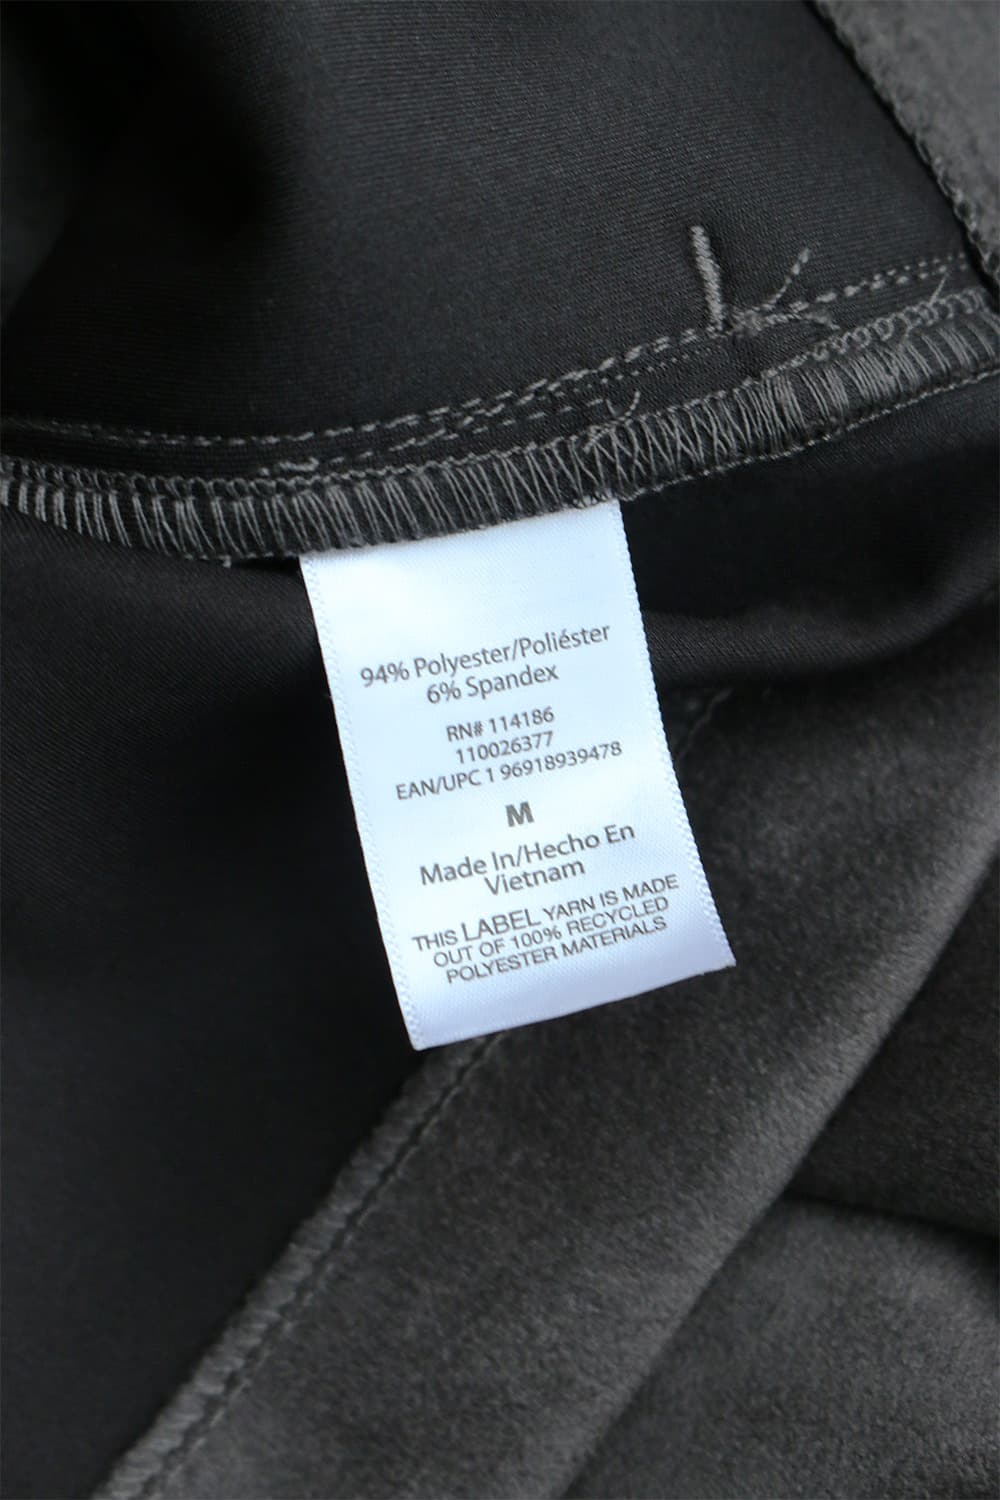 94% Polyester/Poliéster
6% Spandex
RN# 114186
110026377
EAN/UPC 1 96918939478
M
Made In/Hecho En
Vietnam
THIS LABEL YARN IS MADE
OUT OF 100% RECYCLED
POLYESTER MATERIALS